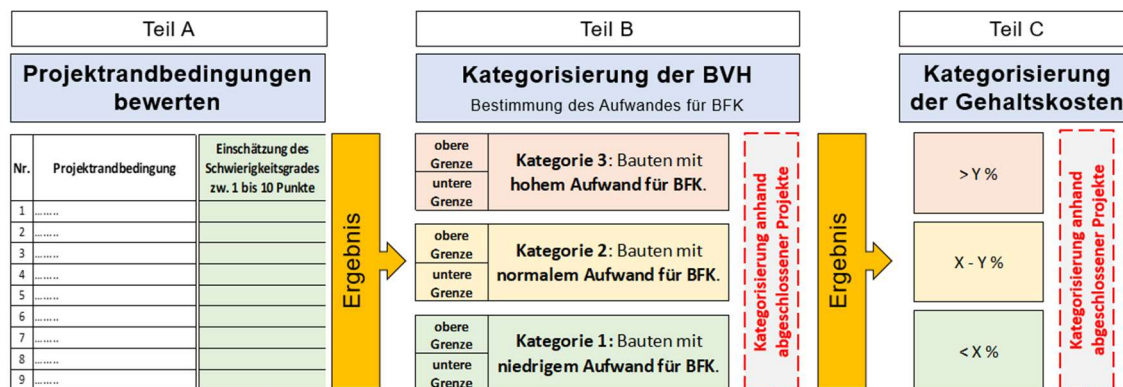 Teil A
Projektrandbedingungen
bewerten
Nr.
Projektrandbedingung
Einschätzung des
Schwierigkeitsgrades
zw. 1 bis 10 Punkte
1 ........
2 ........
3 ........
4 ........
5 ........
6 ........
7 ........
8 ........
9 ........
Ergebnis
Teil B
Kategorisierung der BVH
Bestimmung des Aufwandes für BFK
obere
Grenze
untere
Grenze
Kategorie 3: Bauten mit
hohem Aufwand für BFK.
obere
Grenze
untere
Grenze
Kategorie 2: Bauten mit
normalem Aufwand für BFK.
obere
Grenze
untere
Grenze
Kategorie 1: Bauten mit
niedrigem Aufwand für BFK.
Kategorisierung anhand
abgeschlossener Projekte
Ergebnis
Teil C
Kategorisierung
der Gehaltskosten
> Y %
X - Y %
< X %
Kategorisierung anhand
abgeschlossener Projekte